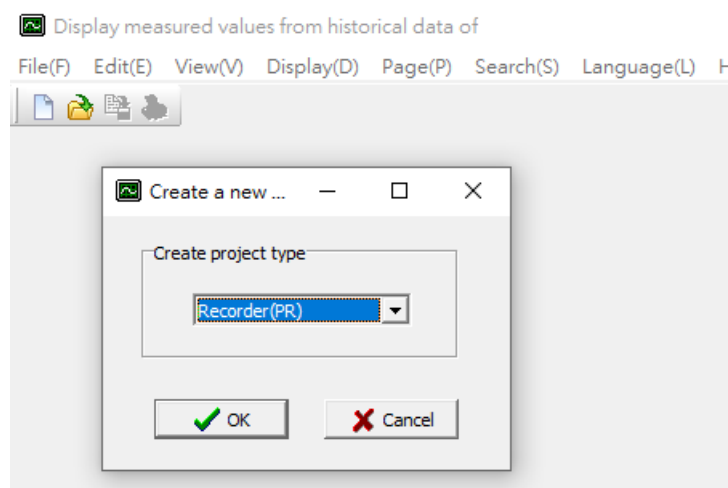 Display measured values from historical data of
File(F) Edit(E) View(V) Display(D) Page(P) Search(S) Language(L) H
Create a new ...
Create project type
Recorder(PR)
OK Cancel